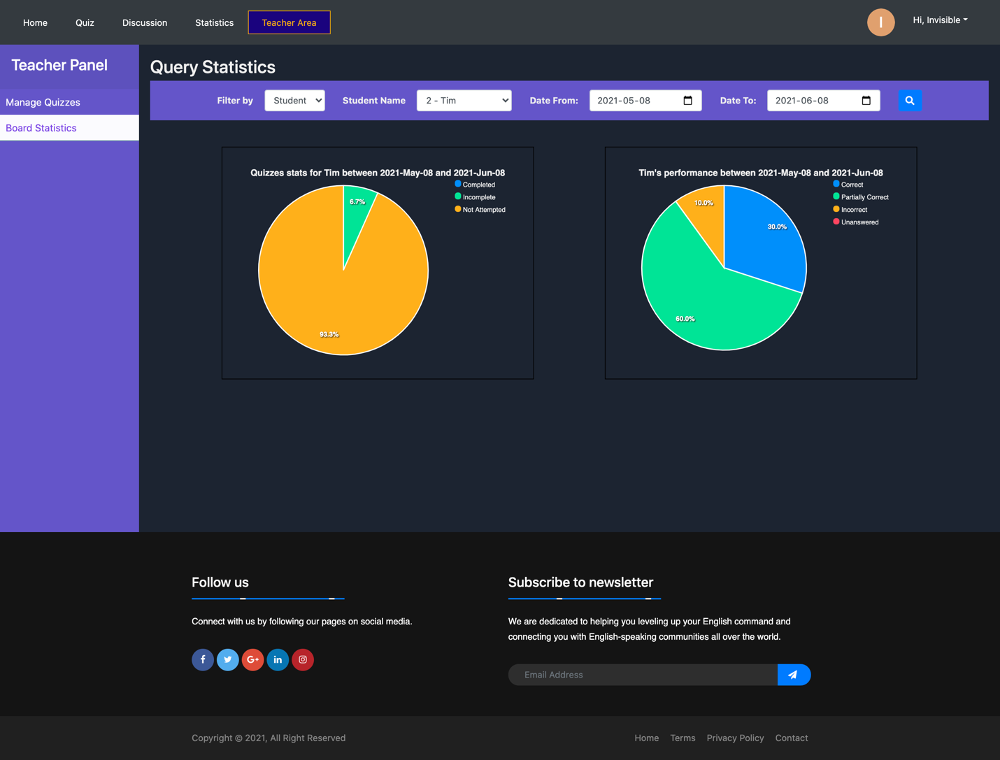 Home Quiz Discussion Statistics Teacher Area I Hi, Invisible
Teacher Panel
Manage Quizzes
Board Statistics
Query Statistics
Filter by Student Student Name 2 - Tim Date From: 2021-05-08 Date To: 2021-06-08
Quizzes stats for Tim between 2021-May-08 and 2021-Jun-08
Completed
Incomplete
Not Attempted
6.7%
93.3%
Tim's performance between 2021-May-08 and 2021-Jun-08
Correct
Partially Correct
Incorrect
Unanswered
10.0%
30.0%
60.0%
Follow us
Connect with us by following our pages on social media.
f G+ in
Subscribe to newsletter
We are dedicated to helping you leveling up your English command and
connecting you with English-speaking communities all over the world.
Email Address
Copyright © 2021, All Right Reserved
Home Terms Privacy Policy Contact